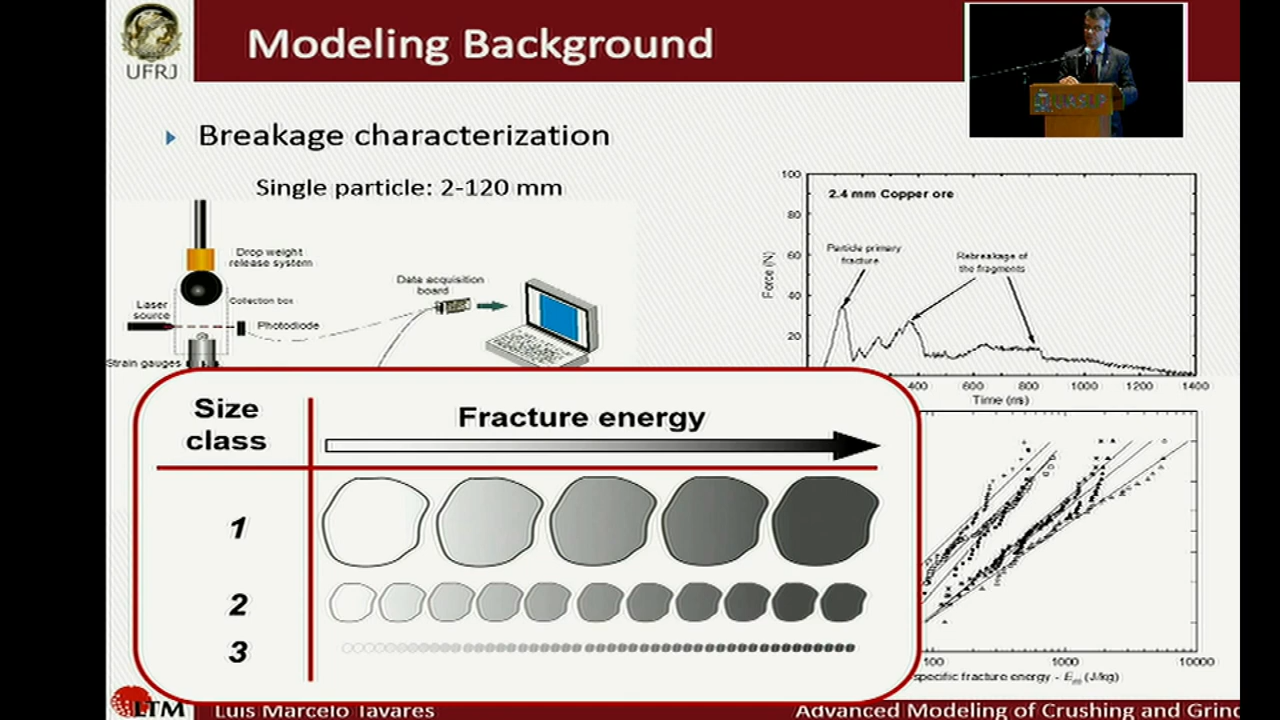 UFRJ
Modeling Background
UASLP
Breakage characterization
Single particle: 2-120 mm
Drop weight
release system
Data acquisition
board
Laser
source
Collection box
Photodiode
Strain gauges
100
2.4 mm Copper ore
80
Particle primary
fracture
Rebreakage of
the fragments
60
Force (N)
40
20
400
600
800
1000
1200
1400
Time (ms)
Size
class
Fracture energy
1
2
3
100
1000
10000
specific fracture energy - Em (J/kg)
LTM
Luis Marcelo Tavares
Advanced Modeling of Crushing and Grind